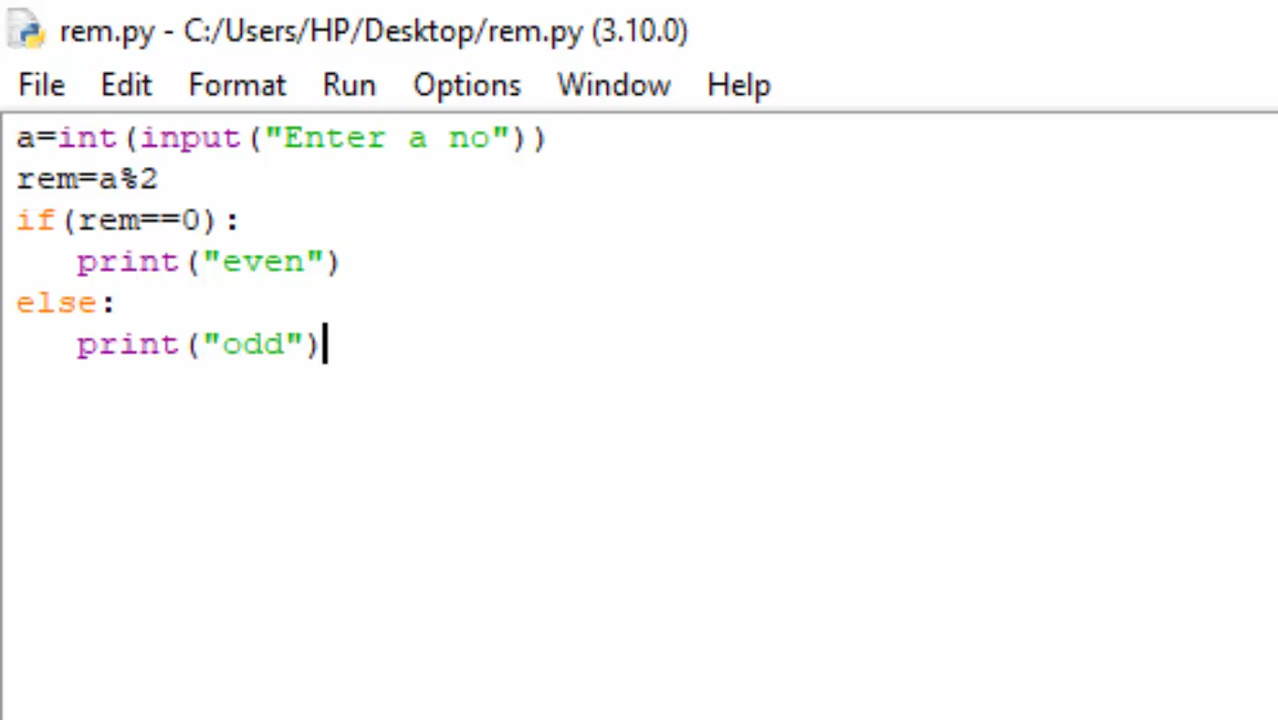 rem.py - C:/Users/HP/Desktop/rem.py (3.10.0)
File Edit Format Run Options Window Help
a=int(input("Enter a no"))
rem=a%2
if(rem==0):
   print("even")
else:
   print("odd")